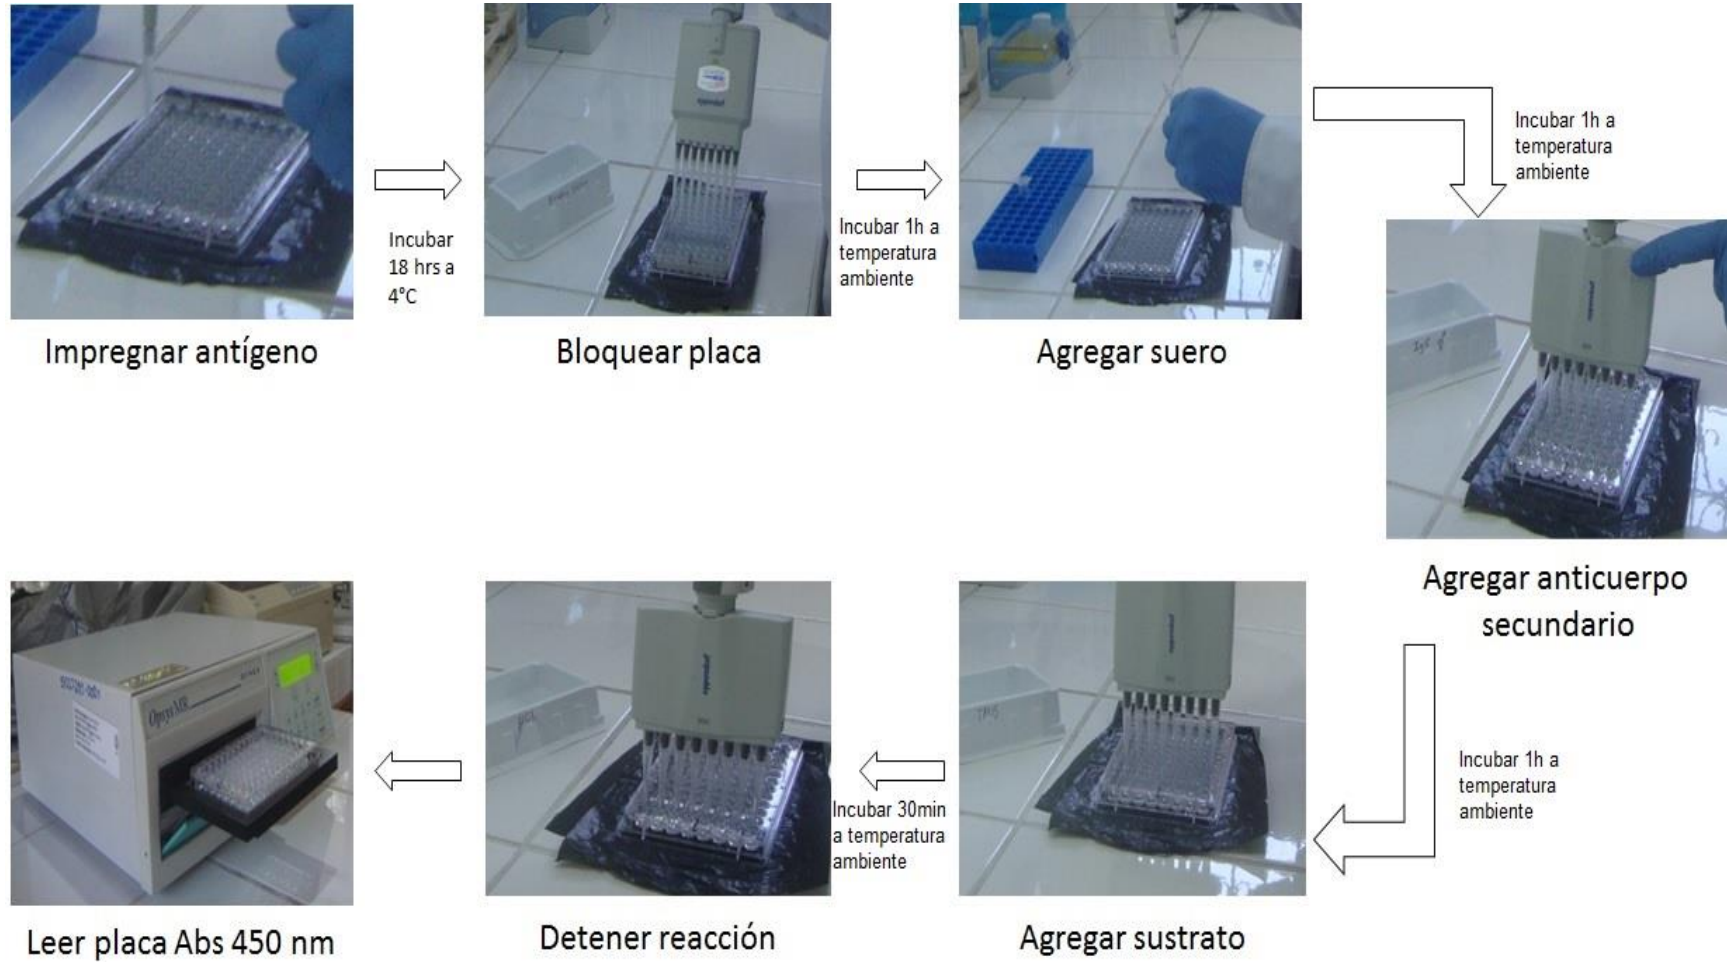 Incubar
18 hrs a
4°C
Impregnar antígeno
Incubar 1h a
temperatura
ambiente
Bloquear placa
Agregar suero
Incubar 1h a
temperatura
ambiente
Agregar anticuerpo
secundario
Incubar 1h a
temperatura
ambiente
Agregar sustrato
Incubar 30min
a temperatura
ambiente
Detener reacción
OpsysMR
Leer placa Abs 450 nm